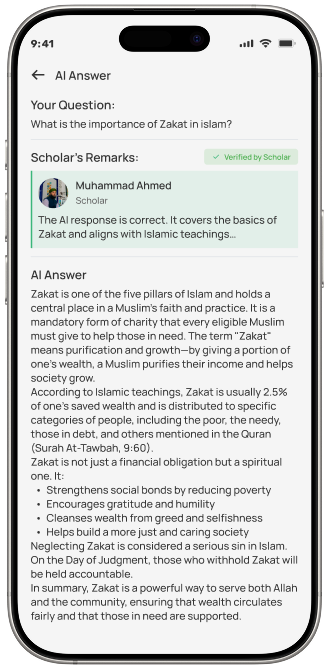 9:41
AI Answer
Your Question:
What is the importance of Zakat in islam?
Scholar's Remarks:
Verified by Scholar
Muhammad Ahmed
Scholar
The AI response is correct. It covers the basics of
Zakat and aligns with Islamic teachings...
AI Answer
Zakat is one of the five pillars of Islam and holds a
central place in a Muslim's faith and practice. It is a
mandatory form of charity that every eligible Muslim
must give to help those in need. The term "Zakat"
means purification and growth—by giving a portion of
one's wealth, a Muslim purifies their income and helps
society grow.
According to Islamic teachings, Zakat is usually 2.5%
of one's saved wealth and is distributed to specific
categories of people, including the poor, the needy,
those in debt, and others mentioned in the Quran
(Surah At-Tawbah, 9:60).
Zakat is not just a financial obligation but a spiritual
one. It:
• Strengthens social bonds by reducing poverty
• Encourages gratitude and humility
• Cleanses wealth from greed and selfishness
• Helps build a more just and caring society
Neglecting Zakat is considered a serious sin in Islam.
On the Day of Judgment, those who withhold Zakat will
be held accountable.
In summary, Zakat is a powerful way to serve both Allah
and the community, ensuring that wealth circulates
fairly and that those in need are supported.